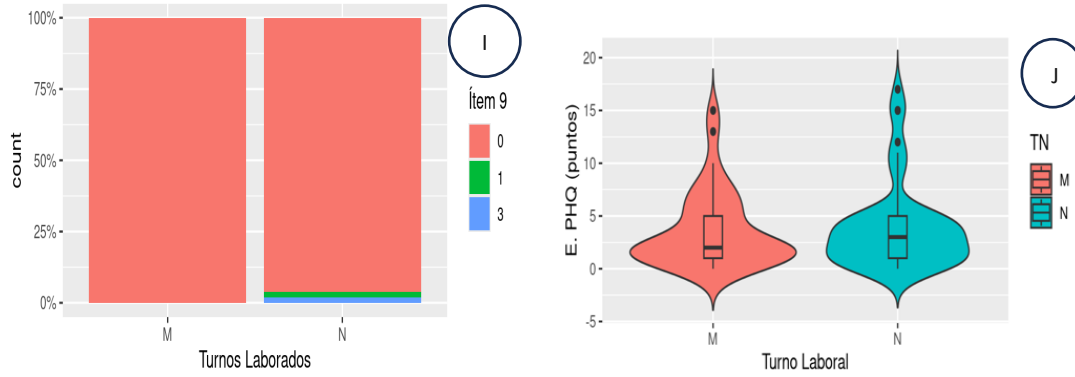 100%
75%
50%
25%
0%
count
M
N
Turnos Laborados
I
Ítem 9
0
1
3
20
15
10
5
0
-5
E. PHQ (puntos)
M
N
Turno Laboral
J
TN
M
N